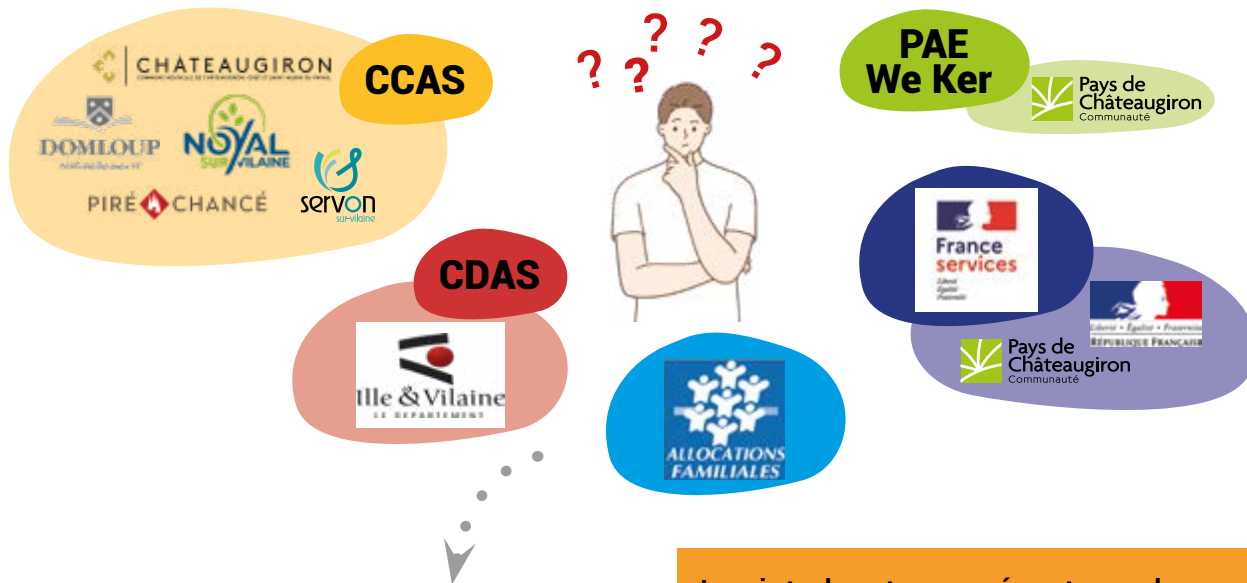 CHÂTEAUGIRON
CCAS
DOMLOUP
NOYAL
SUR VILAINE
PIRÉ CHANCÉ
servon
sur-vilaine
? ? ? ? ?
PAE
We Ker
Pays de
Châteaugiron
Communauté
CDAS
Ille & Vilaine
LE DEPARTEMENT
France
services
Liberté
Égalité
Fraternité
Liberté • Égalité • Fraternité
RÉPUBLIQUE FRANÇAISE
Pays de
Châteaugiron
Communauté
ALLOCATIONS
FAMILIALES